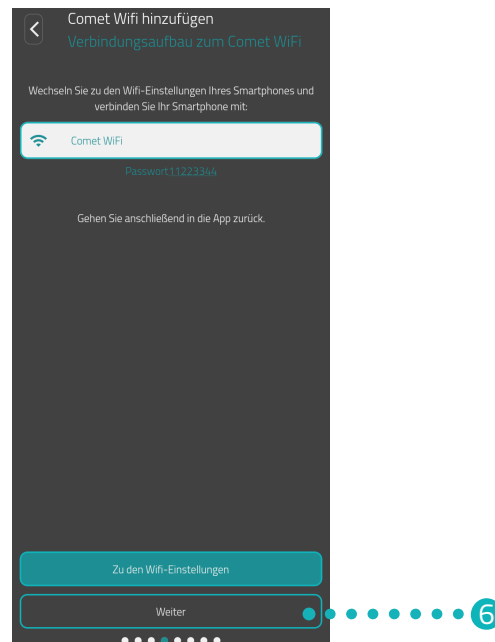 Comet Wifi hinzufügen
Verbindungsaufbau zum Comet WiFi
Wechseln Sie zu den Wifi-Einstellungen Ihres Smartphones und
verbinden Sie Ihr Smartphone mit:
Comet WiFi
Passwort11223344
Gehen Sie anschließend in die App zurück.
Zu den Wifi-Einstellungen
Weiter
6